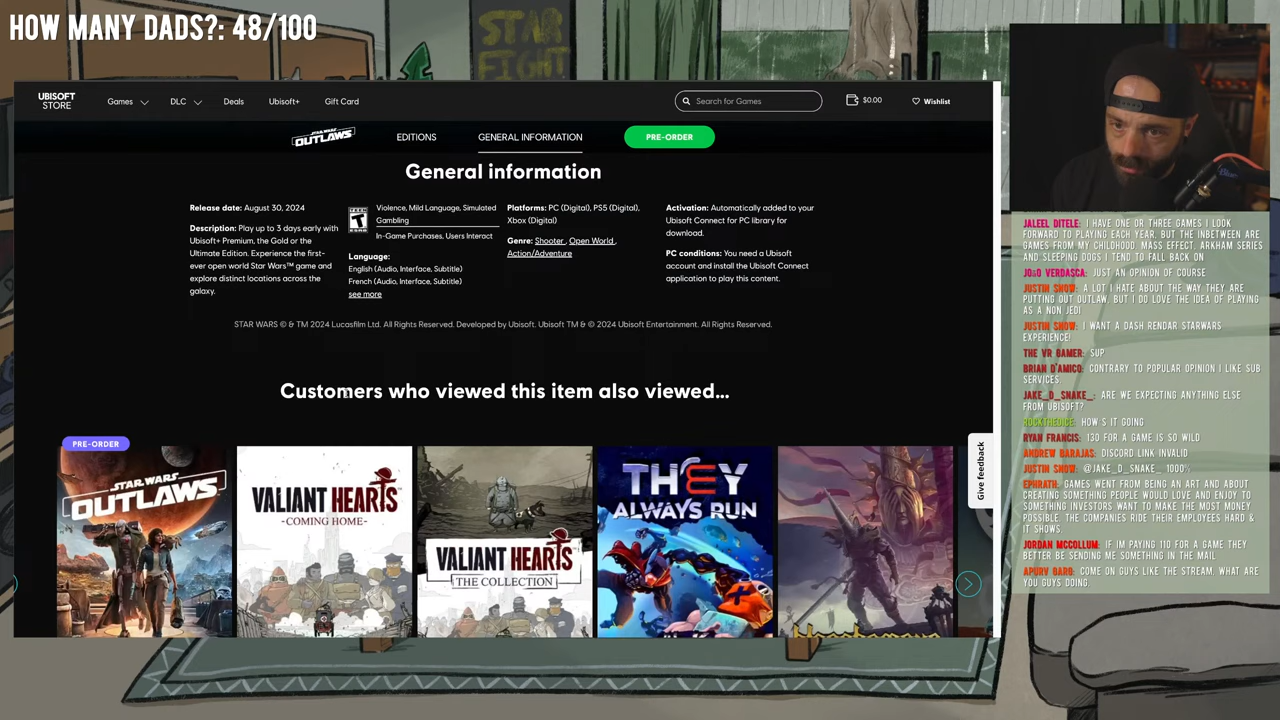 HOW MANY DADS?: 48/100
STAR
FIGHT
UBISOFT
STORE
Games
DLC
Deals
Ubisoft+
Gift Card
Search for Games
$0.00
Wishlist
STAR WARS
OUTLAWS
EDITIONS
GENERAL INFORMATION
PRE-ORDER
General information
Release date: August 30, 2024
Description: Play up to 3 days early with
Ubisoft+ Premium, the Gold or the
Ultimate Edition. Experience the first-
ever open world Star Wars™ game and
explore distinct locations across the
galaxy.
TEEN
T
Violence, Mild Language, Simulated
Gambling
In-Game Purchases, Users Interact
Language:
English (Audio, Interface, Subtitle)
French (Audio, Interface, Subtitle)
see more
Platforms: PC (Digital), PS5 (Digital),
Xbox (Digital)
Genre: Shooter , Open World ,
Action/Adventure
Activation: Automatically added to your
Ubisoft Connect for PC library for
download.
PC conditions: You need a Ubisoft
account and install the Ubisoft Connect
application to play this content.
STAR WARS © & TM 2024 Lucasfilm Ltd. All Rights Reserved. Developed by Ubisoft. Ubisoft TM & © 2024 Ubisoft Entertainment. All Rights Reserved.
Customers who viewed this item also viewed...
PRE-ORDER
STAR WARS
OUTLAWS
VALIANT HEARTS
-COMING HOME-
VALIANT HEARTS
THE COLLECTION
THEY
ALWAYS RUN
Give feedback
JALEEL DITELE: I HAVE ONE OR THREE GAMES I LOOK
FORWARD TO PLAYING EACH YEAR, BUT THE INBETWEEN ARE
GAMES FROM MY CHILDHOOD, MASS EFFECT, ARKHAM SERIES
AND SLEEPING DOGS I TEND TO FALL BACK ON
JOÃO VERDASCA: JUST AN OPINION OF COURSE
JUSTIN SNOW: A LOT I HATE ABOUT THE WAY THEY ARE
PUTTING OUT OUTLAW, BUT I DO LOVE THE IDEA OF PLAYING
AS A NON JEDI
JUSTIN SNOW: I WANT A DASH RENDAR STARWARS
EXPERIENCE!
THE VR GAMER: SUP
BRIAN D'AMICO: CONTRARY TO POPULAR OPINION I LIKE SUB
SERVICES.
JAKE_D_SNAKE_: ARE WE EXPECTING ANYTHING ELSE
FROM UBISOFT?
ROCKTHEDICE: HOW'S IT GOING
RYAN FRANCIS: 130 FOR A GAME IS SO WILD
ANDREW BARAJAS: DISCORD LINK INVALID
JUSTIN SNOW: @JAKE_D_SNAKE_ 1000%
EPHRATH: GAMES WENT FROM BEING AN ART AND ABOUT
CREATING SOMETHING PEOPLE WOULD LOVE AND ENJOY TO
SOMETHING INVESTORS WANT TO MAKE THE MOST MONEY
POSSIBLE. THE COMPANIES RIDE THEIR EMPLOYEES HARD &
IT SHOWS.
JORDAN MCCOLLUM: IF IM PAYING 110 FOR A GAME THEY
BETTER BE SENDING ME SOMETHING IN THE MAIL
APURV GARG: COME ON GUYS LIKE THE STREAM. WHAT ARE
YOU GUYS DOING.